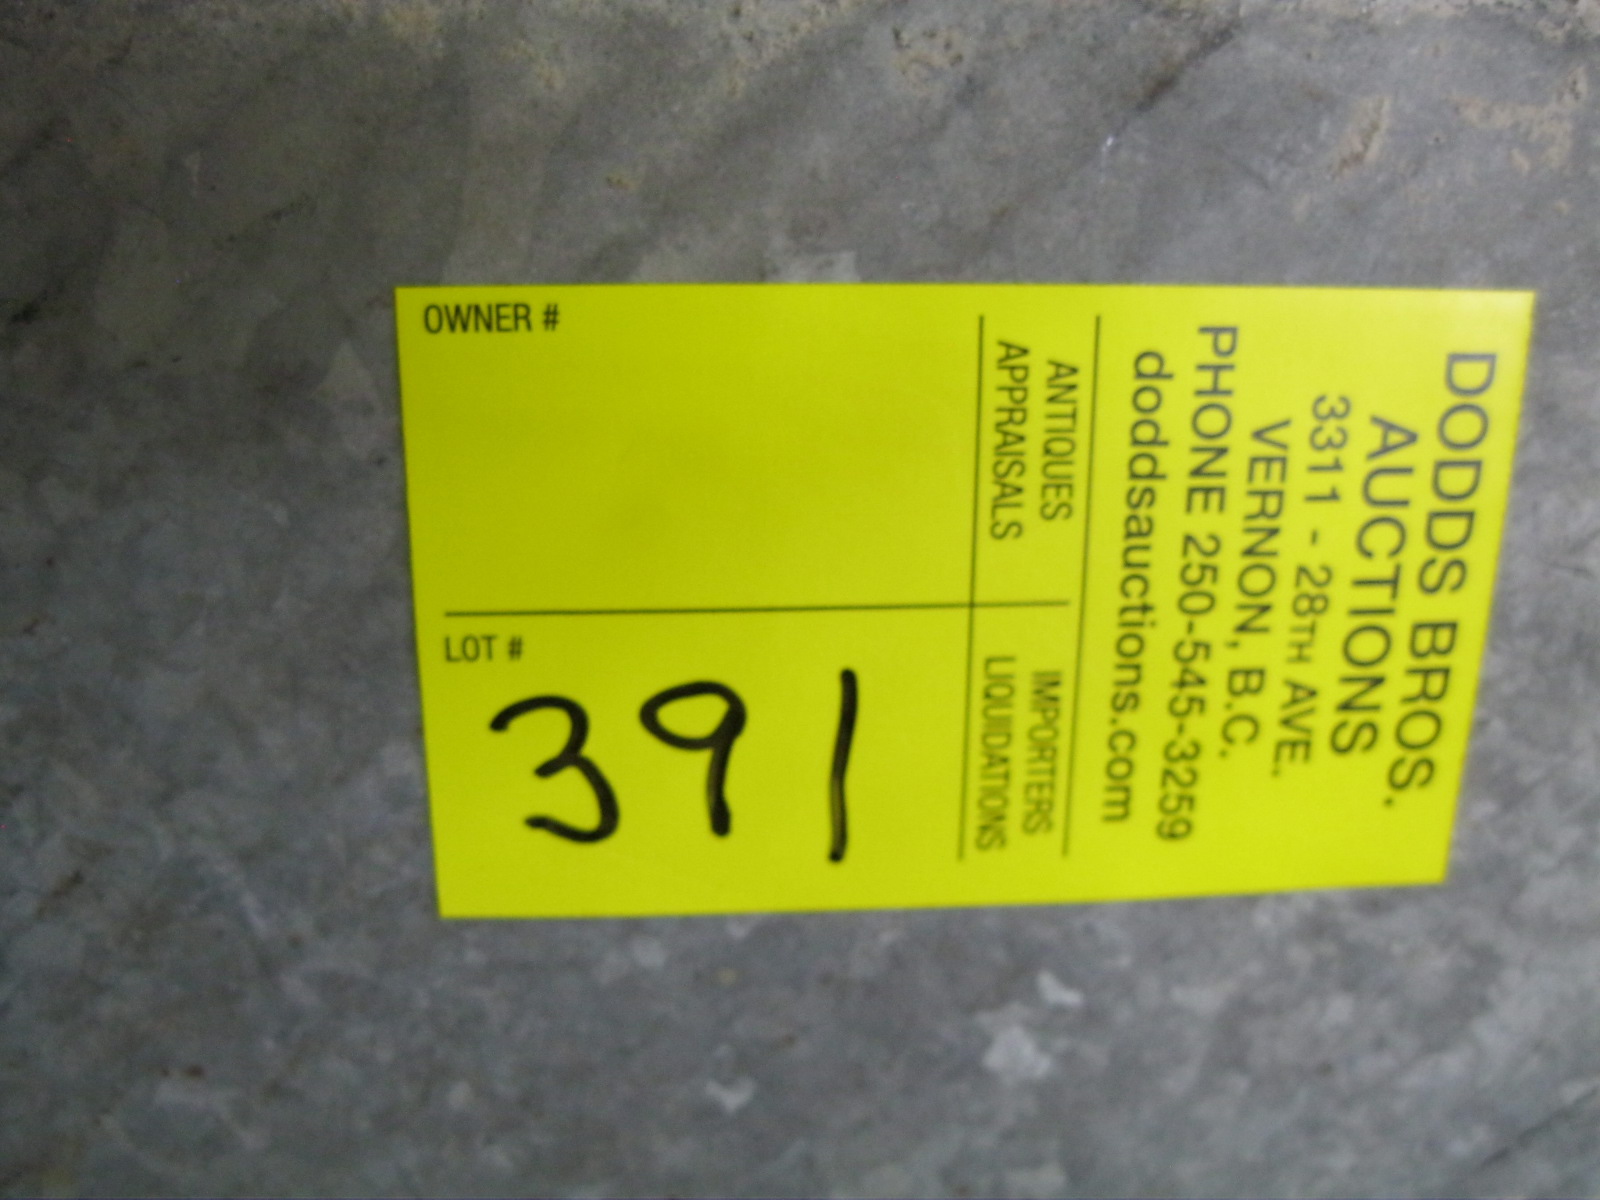 DODDS BROS.
AUCTIONS
3311 - 28TH AVE.
VERNON, B.C.
PHONE 250-545-3259
doddsauctions.com
ANTIQUES
APPRAISALS
IMPORTERS
LIQUIDATIONS
OWNER #
LOT #
391